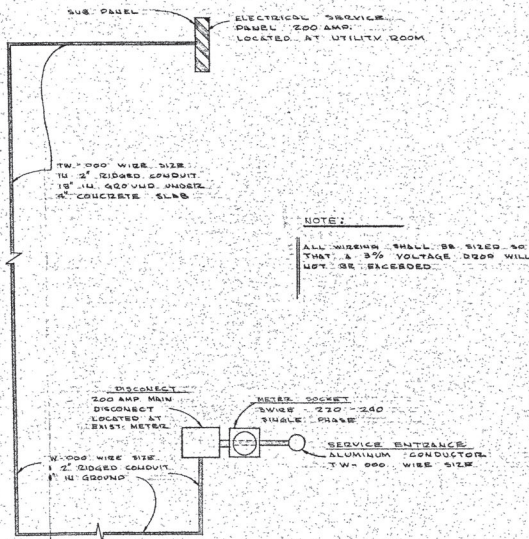 SUB PANEL
ELECTRICAL SERVICE
PANEL 200 AMP.
LOCATED AT UTILITY ROOM
TW-000 WIRE SIZE
IN 2" RIDGED CONDUIT
18" IN GROUND UNDER
4" CONCRETE SLAB
NOTE:
ALL WIRING SHALL BE SIZED SO
THAT A 3% VOLTAGE DROP WILL
NOT BE EXCEEDED
DISCONECT
200 AMP MAIN
DISCONECT
LOCATED AT
EXIST. METER
METER SOCKET
3WIRE 220-240
SINGLE PHASE
SERVICE ENTRANCE
ALUMINUM CONDUCTOR
TW-000 WIRE SIZE
W-000 WIRE SIZE
2" RIDGED CONDUIT
IN GROUND